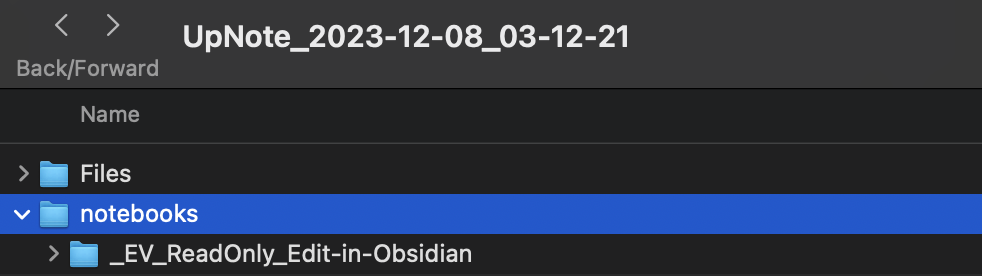 UpNote_2023-12-08_03-12-21
Back/Forward
Name
Files
notebooks
_EV_ReadOnly_Edit-in-Obsidian